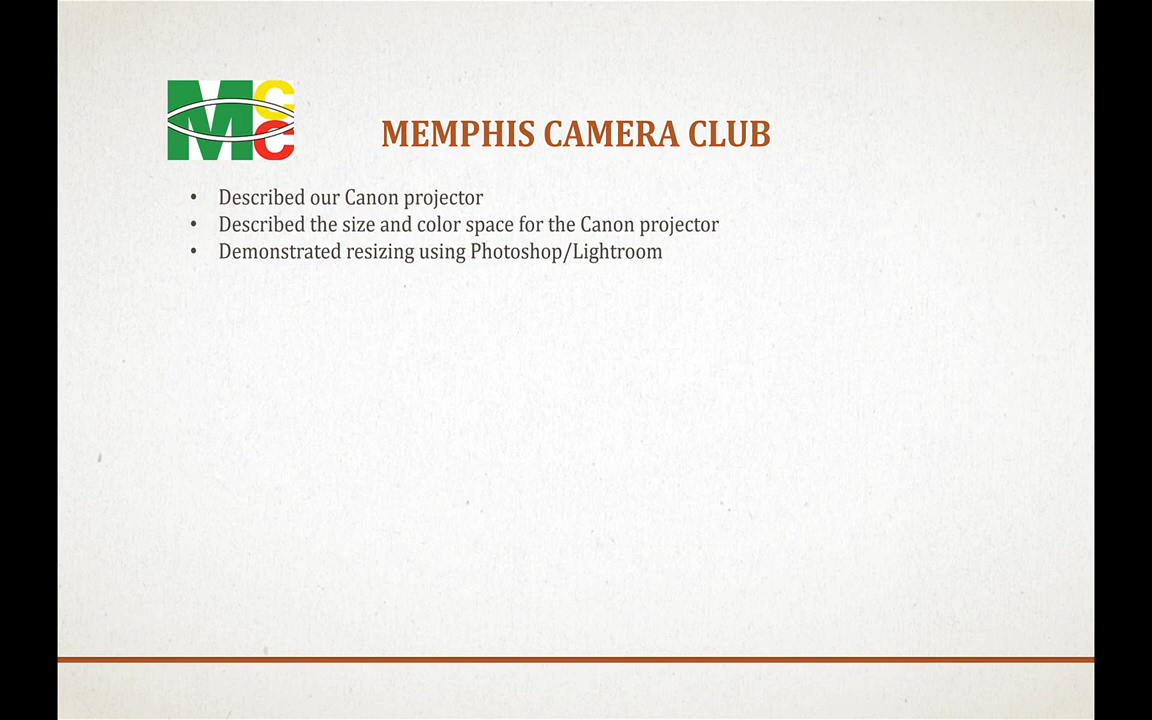 MCC
MEMPHIS CAMERA CLUB
• Described our Canon projector
• Described the size and color space for the Canon projector
• Demonstrated resizing using Photoshop/Lightroom